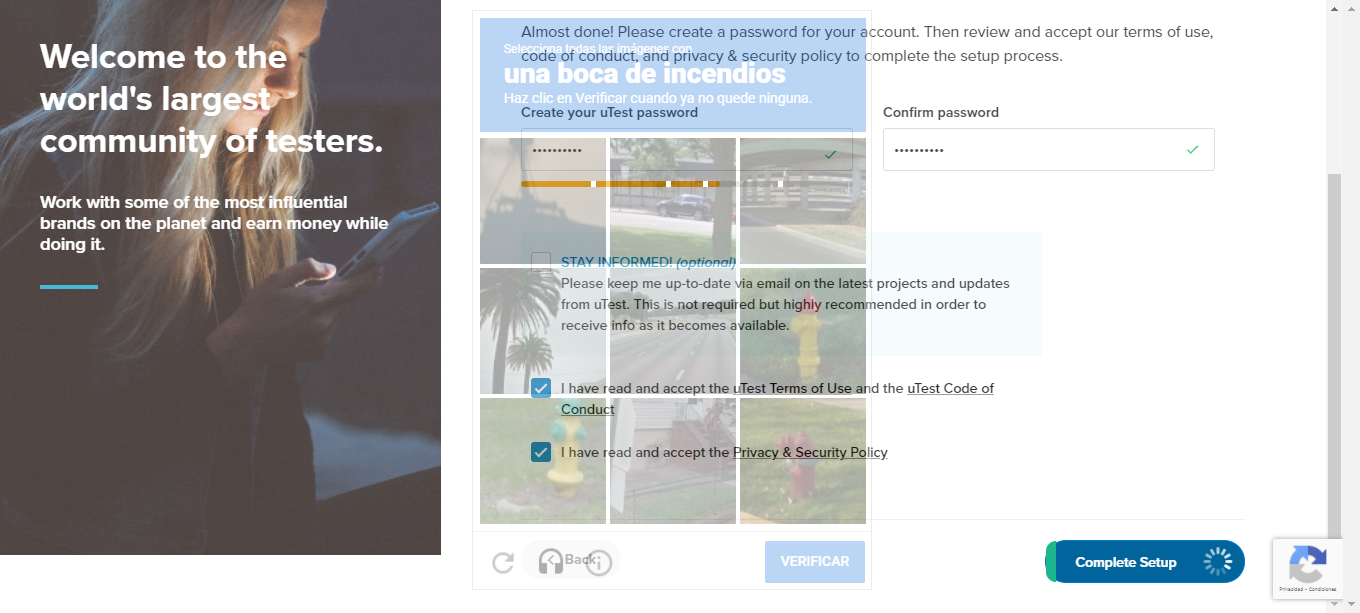 Welcome to the
world's largest
community of testers.
Work with some of the most influential
brands on the planet and earn money while
doing it.
Almost done! Please create a password for your account. Then review and accept our terms of use,
code of conduct, and privacy & security policy to complete the setup process.
Selecciona todas las imágenes con
una boca de incendios
Haz clic en Verificar cuando ya no quede ninguna.
Create your uTest password
Confirm password
STAY INFORMED! (optional)
Please keep me up-to-date via email on the latest projects and updates
from uTest. This is not required but highly recommended in order to
receive info as it becomes available.
I have read and accept the uTest Terms of Use and the uTest Code of
Conduct
I have read and accept the Privacy & Security Policy
Back
VERIFICAR
Complete Setup
Privacidad - Condiciones